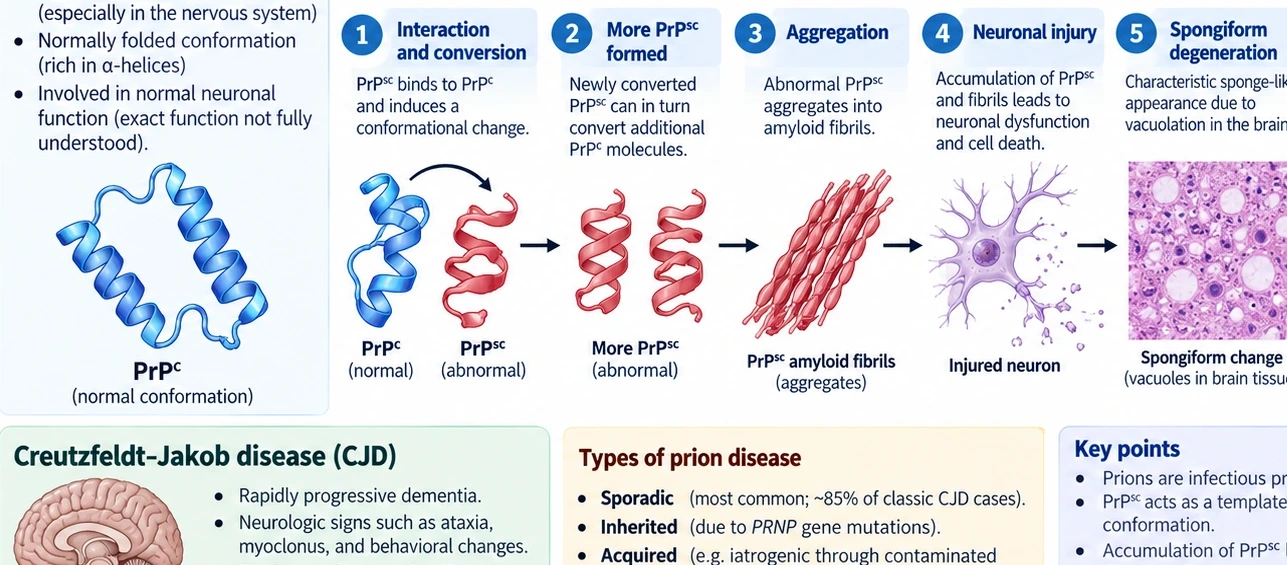 (especially in the nervous system)
• Normally folded conformation
(rich in α-helices)
• Involved in normal neuronal
function (exact function not fully
understood).
PrPᶜ
(normal conformation)
1 Interaction
and conversion
PrPˢᶜ binds to PrPᶜ
and induces a
conformational change.
PrPᶜ
(normal)
PrPˢᶜ
(abnormal)
2 More PrPˢᶜ
formed
Newly converted
PrPˢᶜ can in turn
convert additional
PrPᶜ molecules.
More PrPˢᶜ
(abnormal)
3 Aggregation
Abnormal PrPˢᶜ
aggregates into
amyloid fibrils.
PrPˢᶜ amyloid fibrils
(aggregates)
4 Neuronal injury
Accumulation of PrPˢᶜ
and fibrils leads to
neuronal dysfunction
and cell death.
Injured neuron
5 Spongiform
degeneration
Characteristic sponge-lik
appearance due to
vacuolation in the brain
Spongiform change
(vacuoles in brain tissu
Creutzfeldt–Jakob disease (CJD)
• Rapidly progressive dementia.
• Neurologic signs such as ataxia,
myoclonus, and behavioral changes.
Types of prion disease
• Sporadic (most common; ~85% of classic CJD cases).
• Inherited (due to PRNP gene mutations).
• Acquired (e.g. iatrogenic through contaminated
Key points
• Prions are infectious pr
• PrPˢᶜ acts as a template
conformation.
• Accumulation of PrPˢᶜ